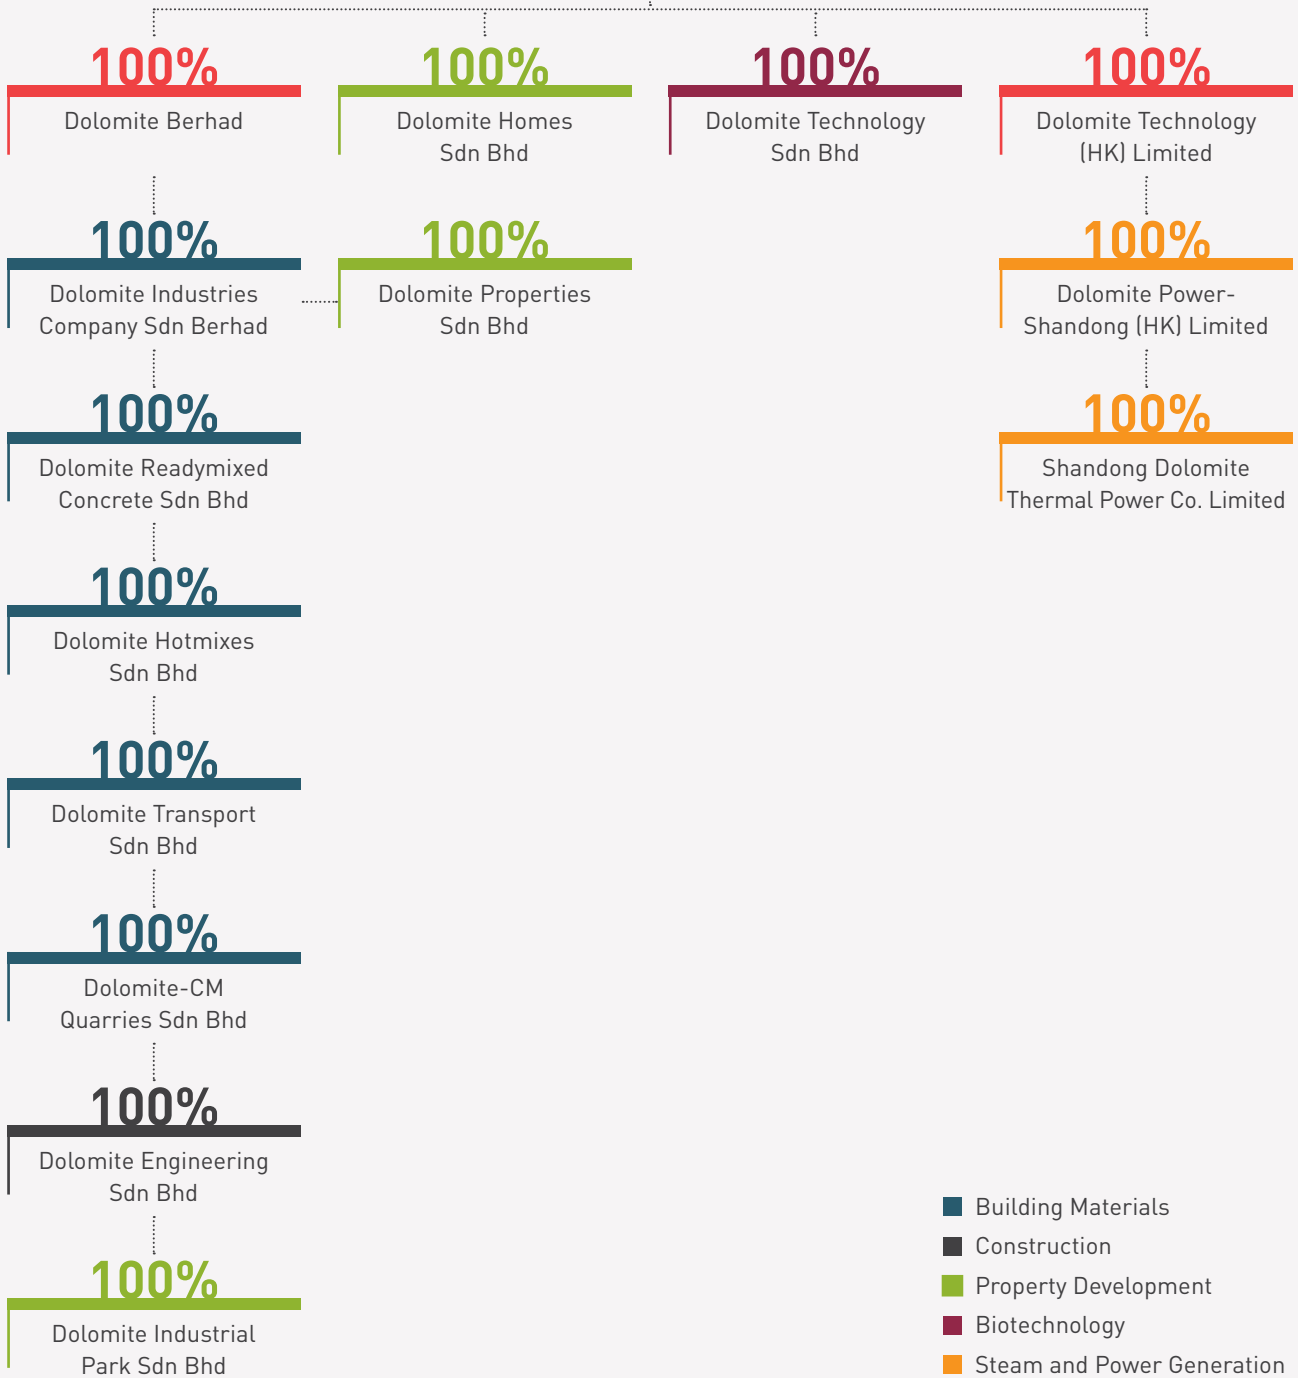 100%
Dolomite Berhad
100%
Dolomite Homes
Sdn Bhd
100%
Dolomite Technology
Sdn Bhd
100%
Dolomite Technology
(HK) Limited
100%
Dolomite Industries
Company Sdn Berhad
100%
Dolomite Properties
Sdn Bhd
100%
Dolomite Power-
Shandong (HK) Limited
100%
Dolomite Readymixed
Concrete Sdn Bhd
100%
Shandong Dolomite
Thermal Power Co. Limited
100%
Dolomite Hotmixes
Sdn Bhd
100%
Dolomite Transport
Sdn Bhd
100%
Dolomite-CM
Quarries Sdn Bhd
100%
Dolomite Engineering
Sdn Bhd
100%
Dolomite Industrial
Park Sdn Bhd
Building Materials
Construction
Property Development
Biotechnology
Steam and Power Generation